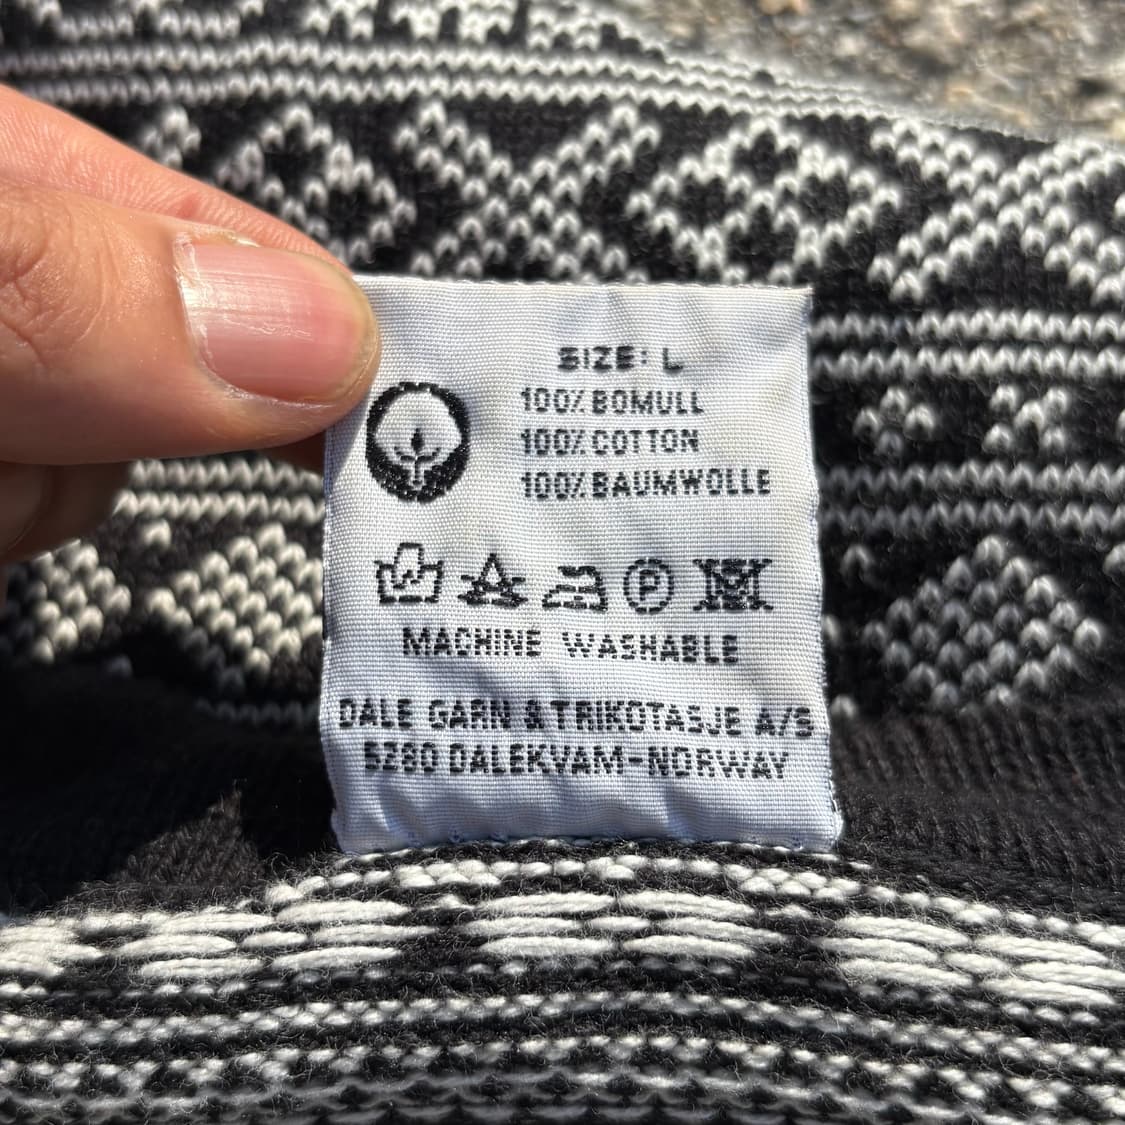 SIZE: L
100% BOMULL
100% COTTON
100% BAUMWOLLE
P
MACHINE WASHABLE
DALE GARN & TRIKOTASJE A/S
5280 DALEKVAM-NORWAY